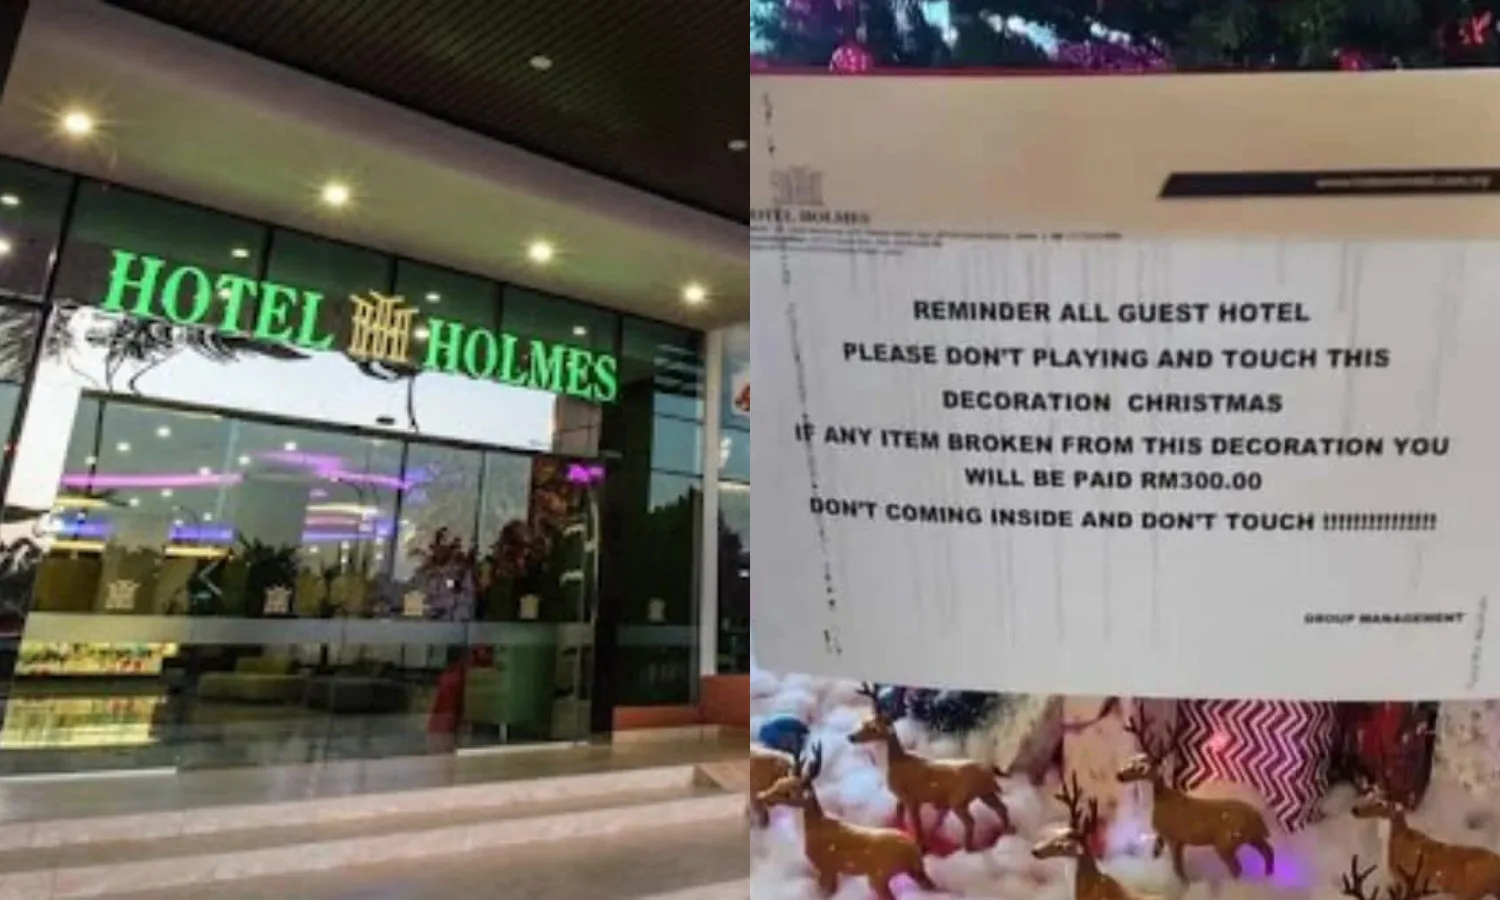 HOTEL HOLMES
HOTEL HOLMES
REMINDER ALL GUEST HOTEL
PLEASE DON'T PLAYING AND TOUCH THIS
DECORATION CHRISTMAS
IF ANY ITEM BROKEN FROM THIS DECORATION YOU
WILL BE PAID RM300.00
DON'T COMING INSIDE AND DON'T TOUCH !!!!!!!!!!!!!!!
GROUP MANAGEMENT